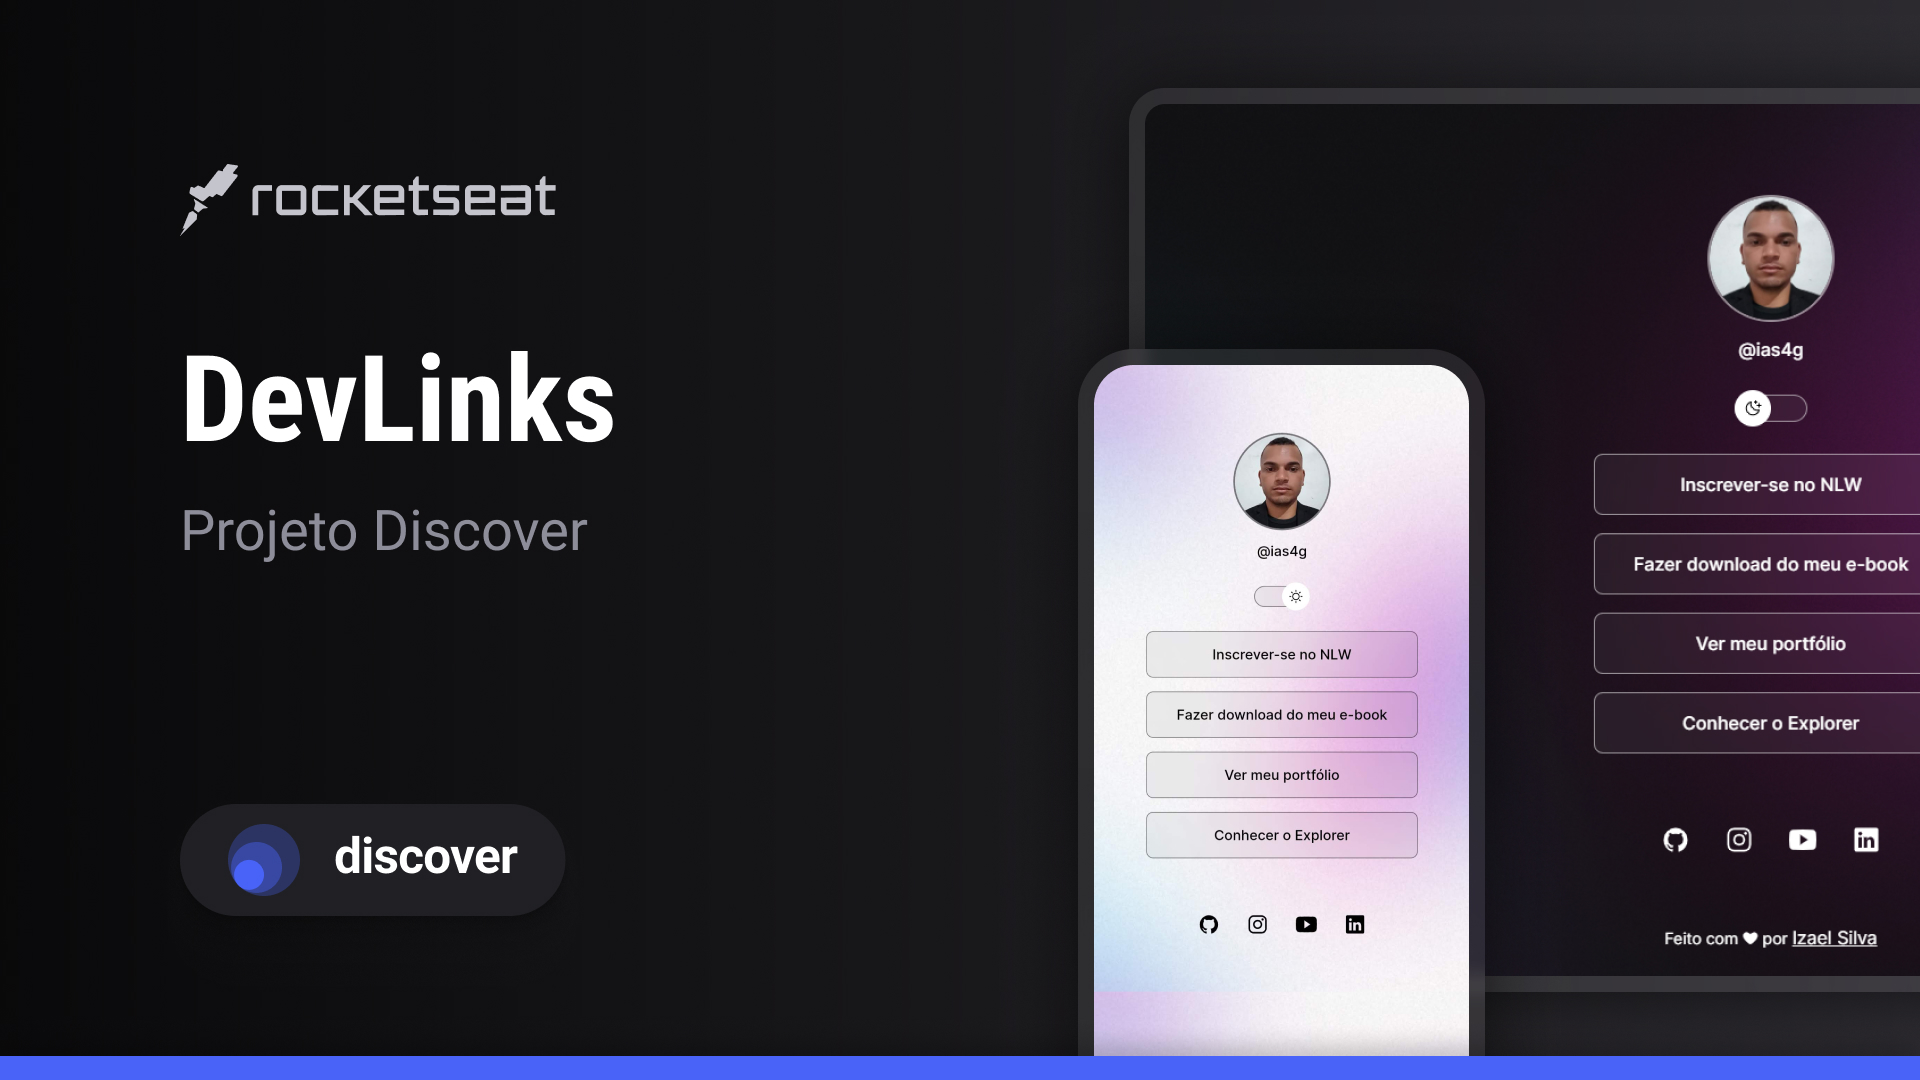 rocketseat
DevLinks
Projeto Discover
discover
@ias4g
Inscrever-se no NLW
Fazer download do meu e-book
Ver meu portfólio
Conhecer o Explorer
@ias4g
Inscrever-se no NLW
Fazer download do meu e-book
Ver meu portfólio
Conhecer o Explorer
Feito com ♥ por Izael Silva